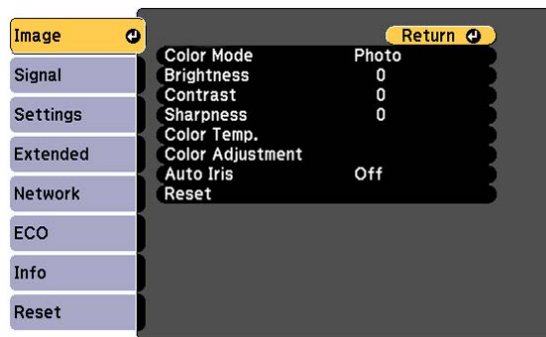 Image
Signal
Settings
Extended
Network
ECO
Info
Reset
Return
Color Mode Photo
Brightness 0
Contrast 0
Sharpness 0
Color Temp.
Color Adjustment
Auto Iris Off
Reset